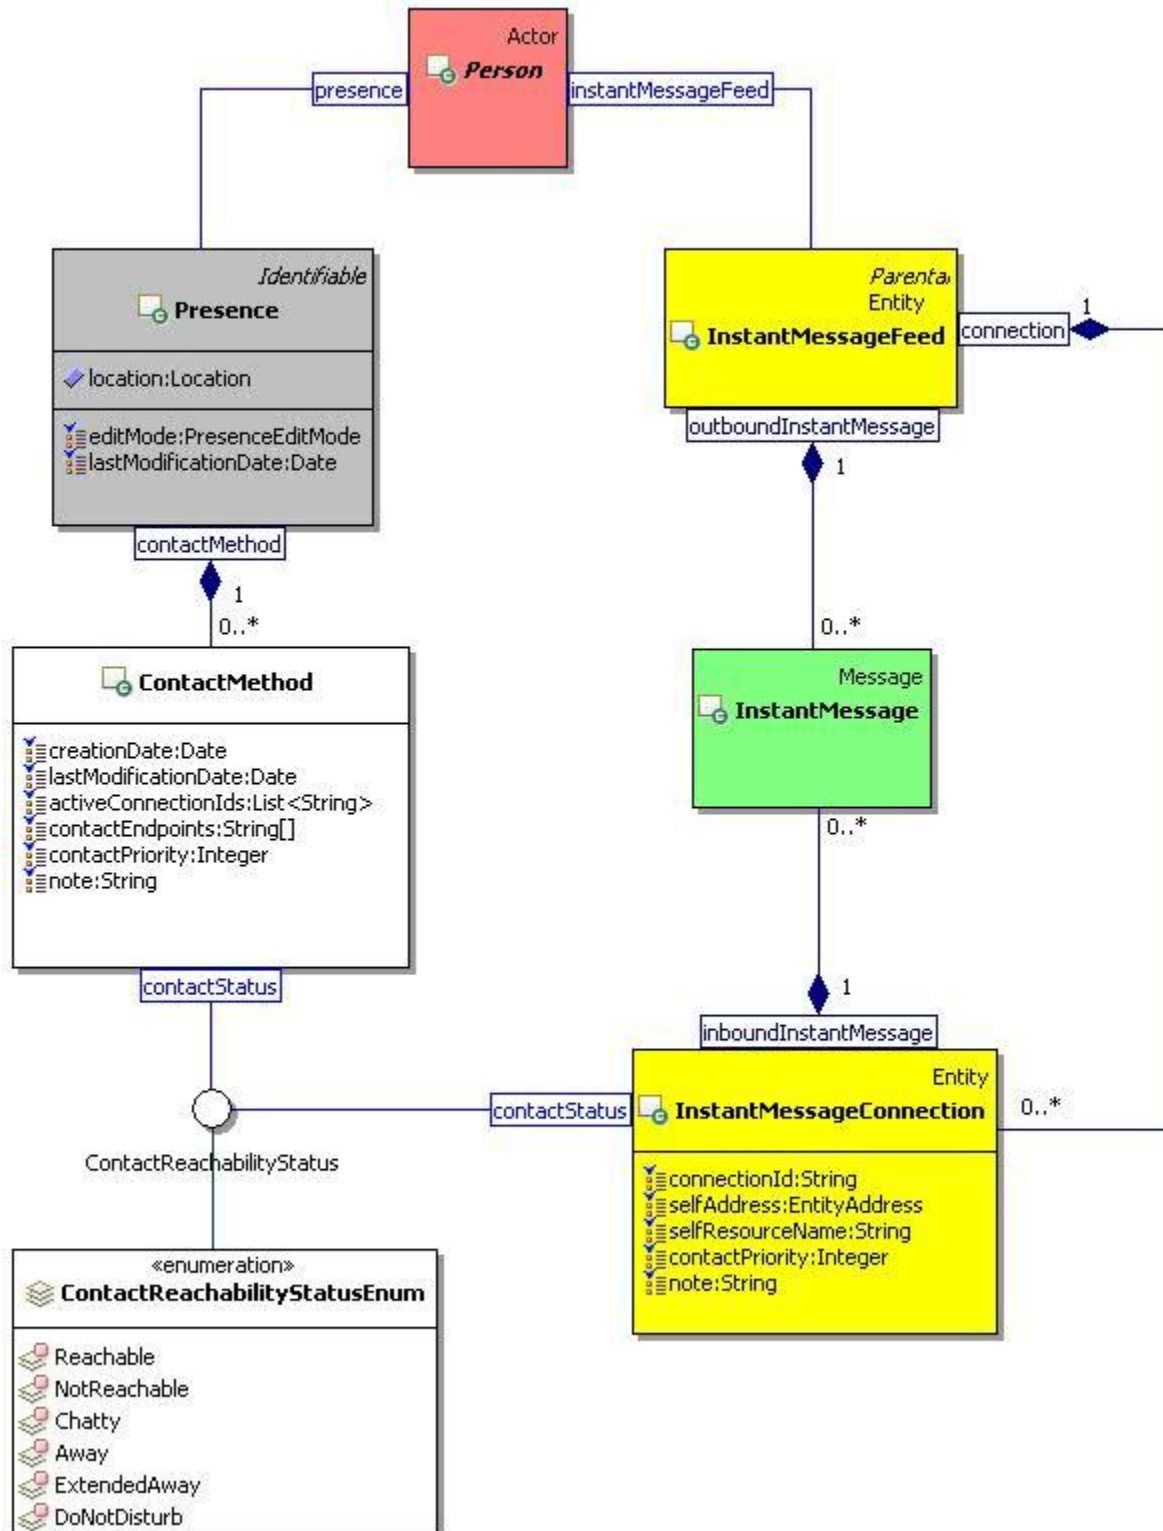 Actor
Person
presence
instantMessageFeed
Identifiable
Presence
location:Location
editMode:PresenceEditMode
lastModificationDate:Date
contactMethod
1
0..*
Entity
InstantMessageFeed
connection
1
outboundInstantMessage
1
0..*
ContactMethod
creationDate:Date
lastModificationDate:Date
activeConnectionIds:List<String>
contactEndpoints:String[]
contactPriority:Integer
note:String
contactStatus
Message
InstantMessage
0..*
1
inboundInstantMessage
Entity
InstantMessageConnection
0..*
contactStatus
connectionId:String
selfAddress:EntityAddress
selfResourceName:String
contactPriority:Integer
note:String
ContactReachabilityStatus
«enumeration»
ContactReachabilityStatusEnum
Reachable
NotReachable
Chatty
Away
ExtendedAway
DoNotDisturb